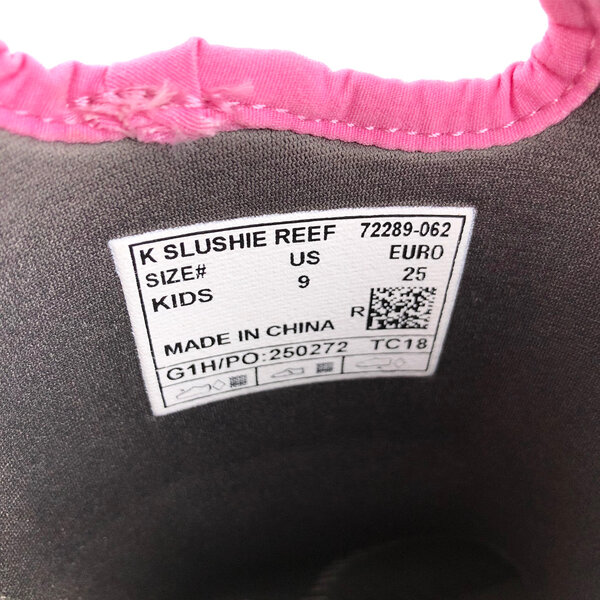 K SLUSHIE REEF 72289-062
SIZE# US EURO
KIDS 9 25
R
MADE IN CHINA
G1H/PO:250272 TC18